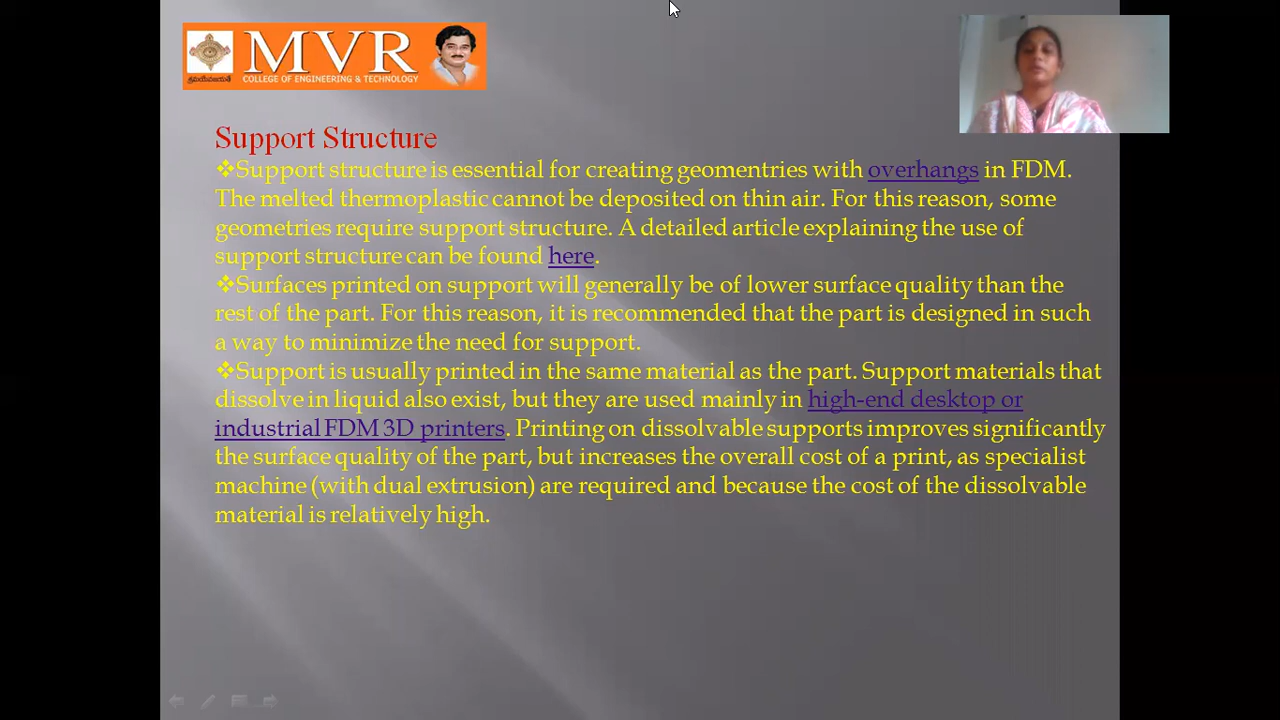 MVR
COLLEGE OF ENGINEERING & TECHNOLOGY
Support Structure
❖Support structure is essential for creating geomentries with overhangs in FDM.
The melted thermoplastic cannot be deposited on thin air. For this reason, some
geometries require support structure. A detailed article explaining the use of
support structure can be found here.
❖Surfaces printed on support will generally be of lower surface quality than the
rest of the part. For this reason, it is recommended that the part is designed in such
a way to minimize the need for support.
❖Support is usually printed in the same material as the part. Support materials that
dissolve in liquid also exist, but they are used mainly in high-end desktop or
industrial FDM 3D printers. Printing on dissolvable supports improves significantly
the surface quality of the part, but increases the overall cost of a print, as specialist
machine (with dual extrusion) are required and because the cost of the dissolvable
material is relatively high.